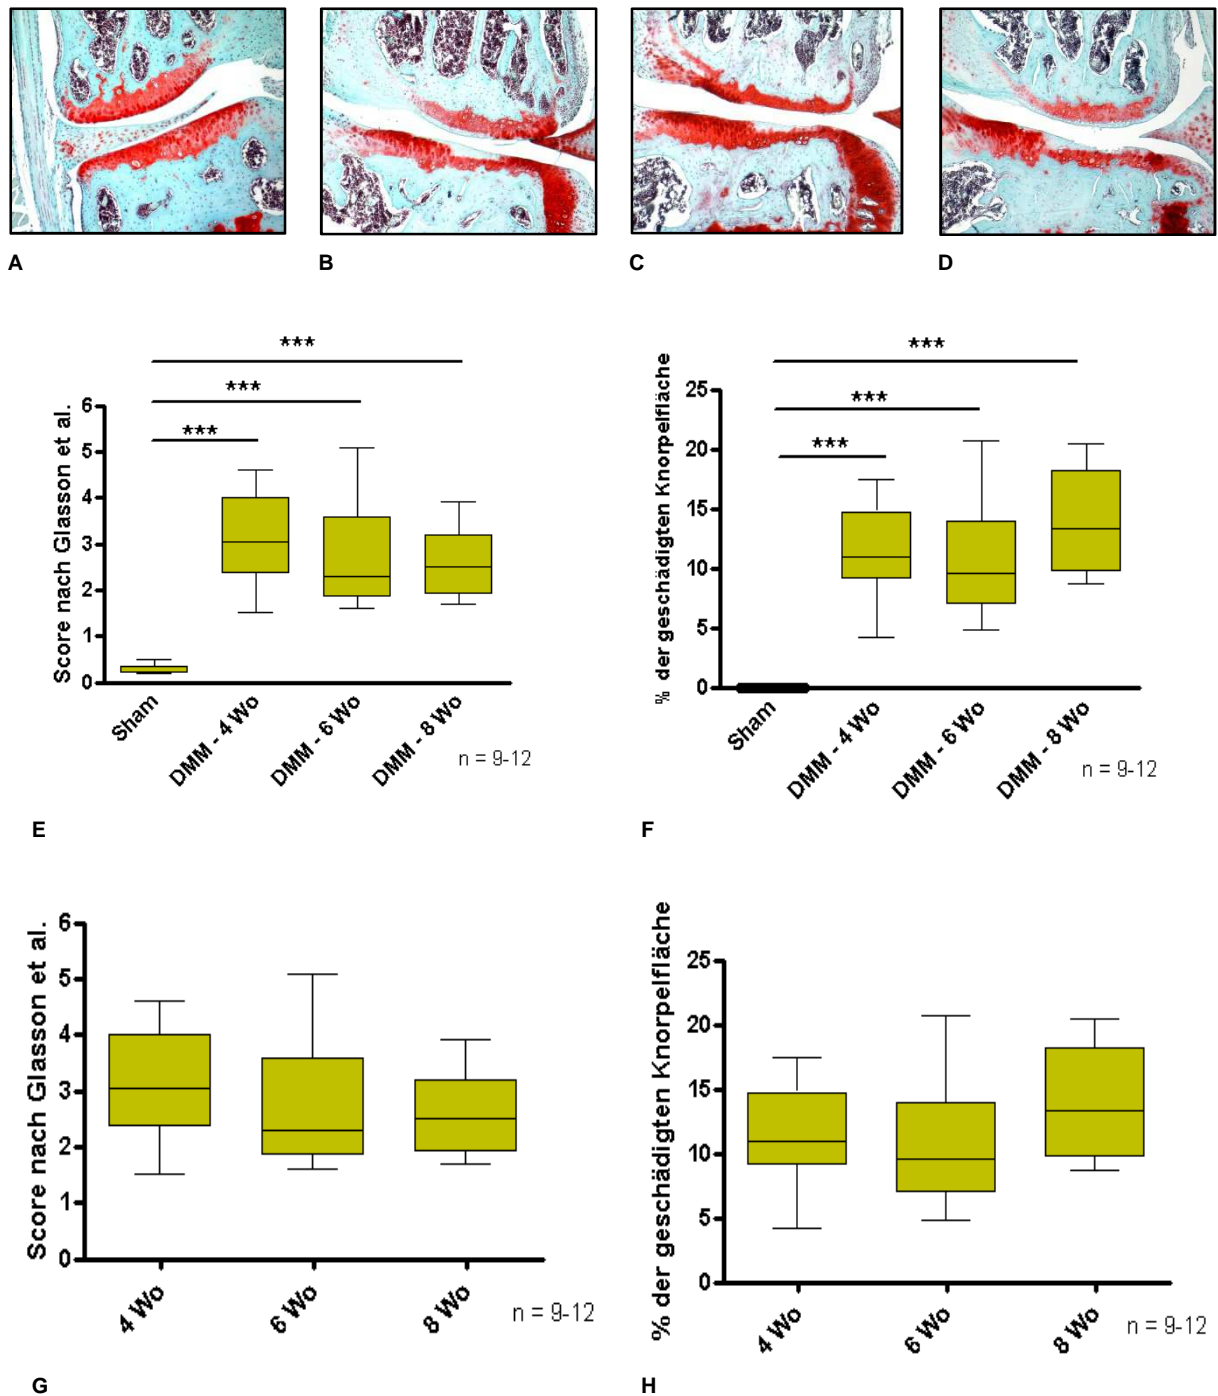 A
B
C
D
***
***
***
Score nach Glasson et al.
6
5
4
3
2
1
0
Sham
DMM - 4 Wo
DMM - 6 Wo
DMM - 8 Wo
n = 9-12
E
***
***
***
% der geschädigten Knorpelfläche
25
20
15
10
5
0
Sham
DMM - 4 Wo
DMM - 6 Wo
DMM - 8 Wo
n = 9-12
F
Score nach Glasson et al.
6
5
4
3
2
1
0
4 Wo
6 Wo
8 Wo
n = 9-12
G
% der geschädigten Knorpelfläche
25
20
15
10
5
0
4 Wo
6 Wo
8 Wo
n = 9-12
H